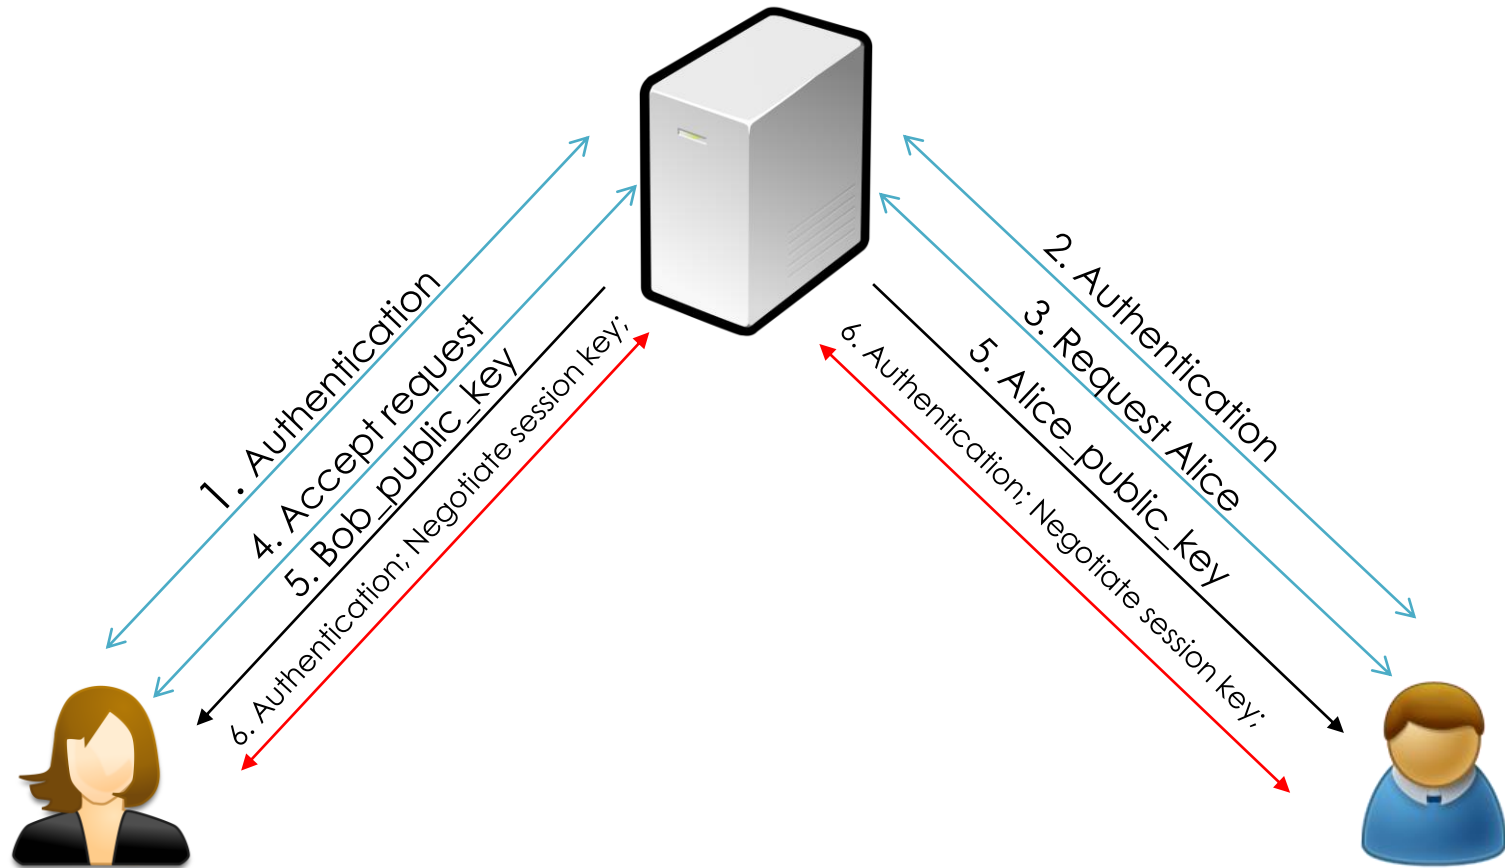 1. Authentication
4. Accept request
5. Bob_public_key
6. Authentication; Negotiate session key;
2. Authentication
3. Request Alice
5. Alice_public_key
6. Authentication; Negotiate session key;